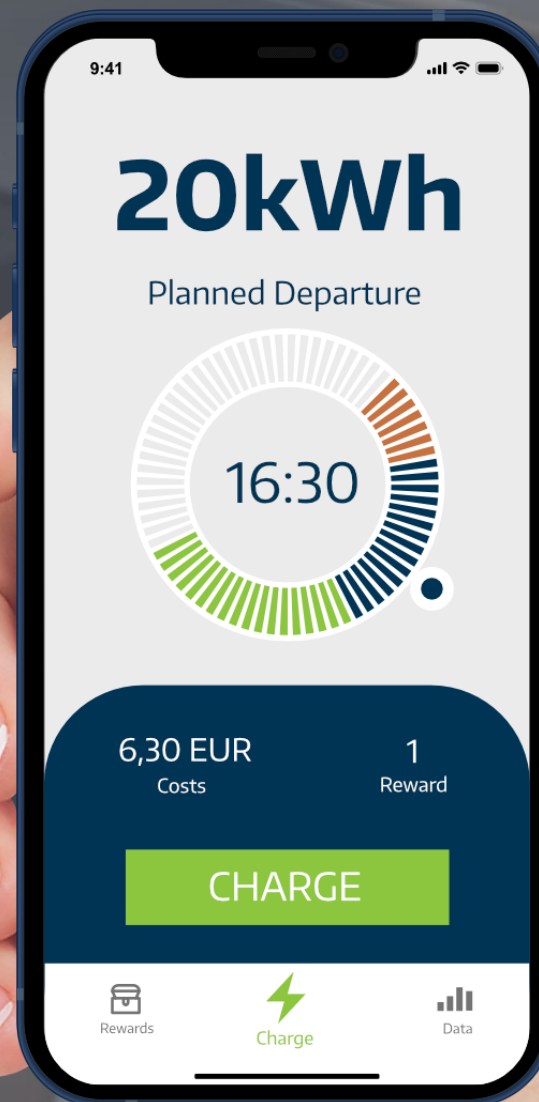 9:41
20kWh
Planned Departure
16:30
6,30 EUR
Costs
1
Reward
CHARGE
Rewards
Charge
Data